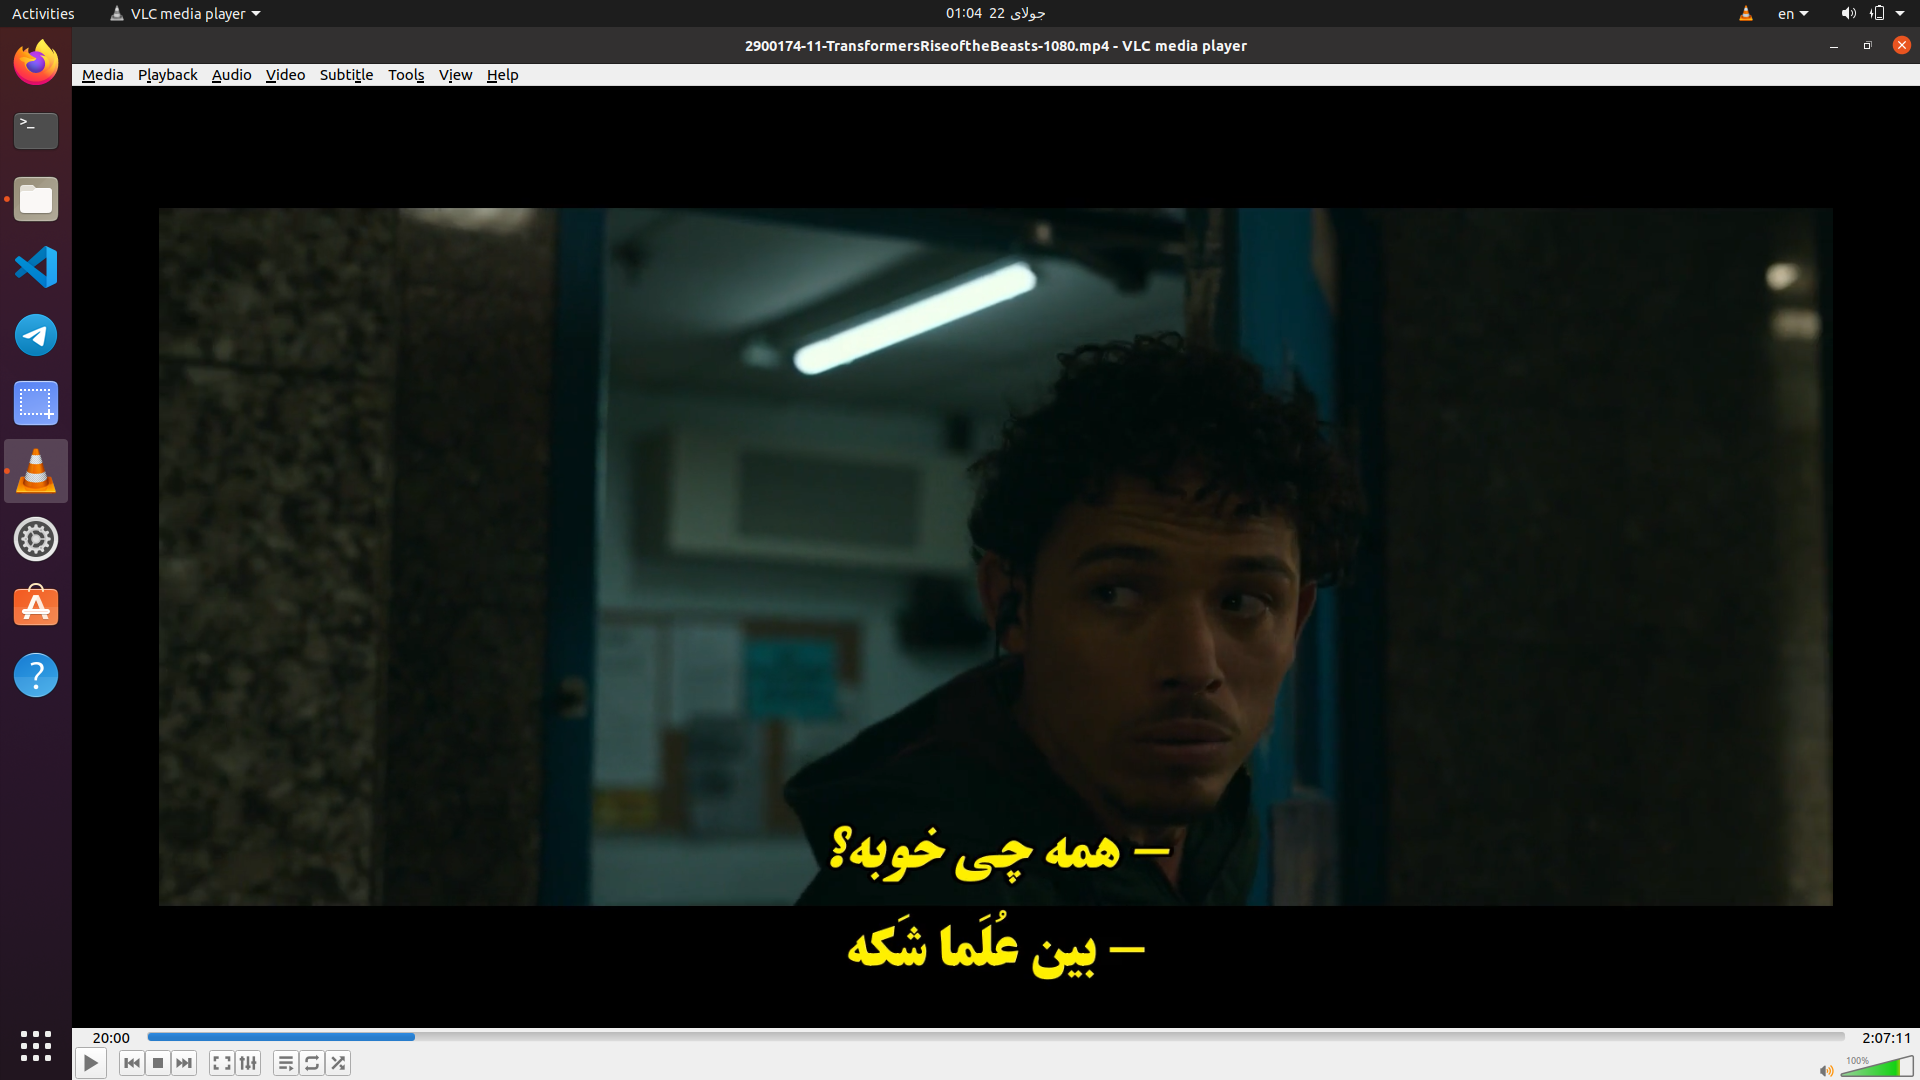 Activities
VLC media player
01:04 22 جولای
en
2900174-11-TransformersRiseoftheBeasts-1080.mp4 - VLC media player
Media Playback Audio Video Subtitle Tools View Help
— همه چی خوبه؟
— بین عُلَما شَکه
20:00
2:07:11
100%